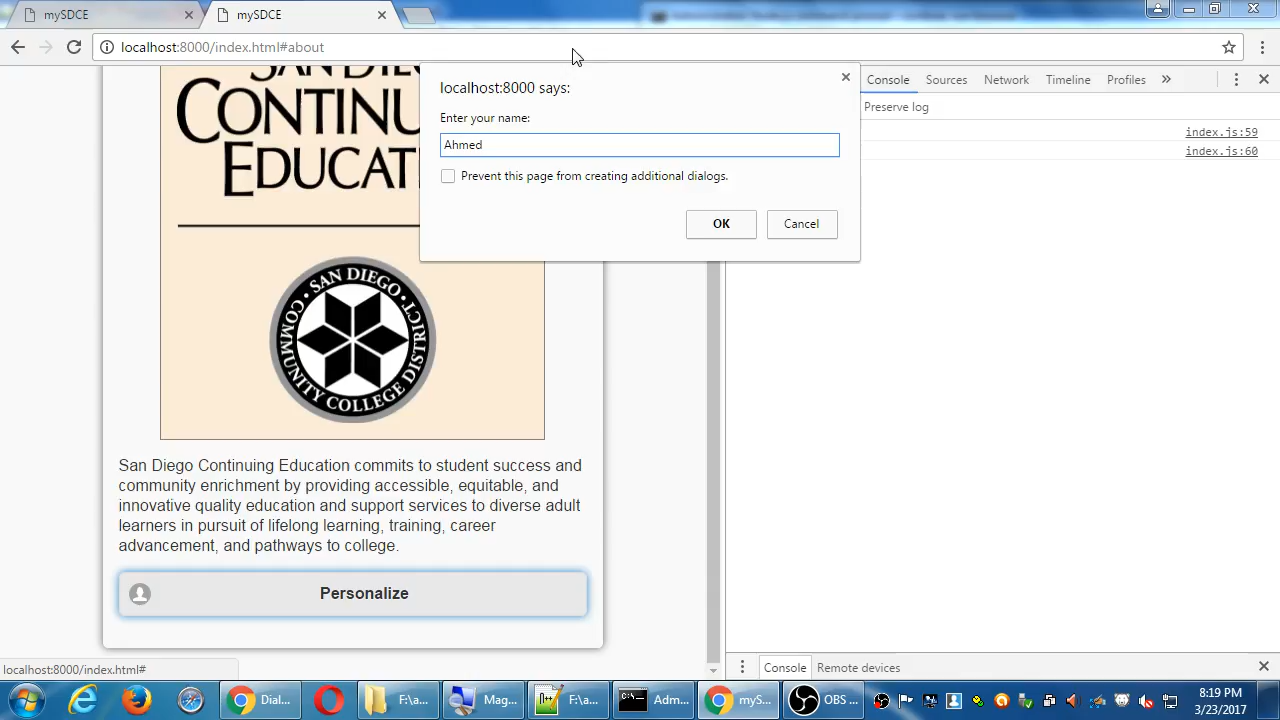 mySDCE
mySDCE
localhost:8000/index.html#about
localhost:8000 says:
Enter your name:
Ahmed
Prevent this page from creating additional dialogs.
OK
Cancel
Console
Sources
Network
Timeline
Profiles
Preserve log
index.js:59
index.js:60
CONTINU
EDUCAT
SAN DIEGO
COMMUNITY COLLEGE DISTRICT
San Diego Continuing Education commits to student success and
community enrichment by providing accessible, equitable, and
innovative quality education and support services to diverse adult
learners in pursuit of lifelong learning, training, career
advancement, and pathways to college.
Personalize
localhost:8000/index.html#
Console
Remote devices
Dial...
F:\a...
Mag...
F:\a...
Adm...
myS...
OBS ...
8:19 PM
3/23/2017